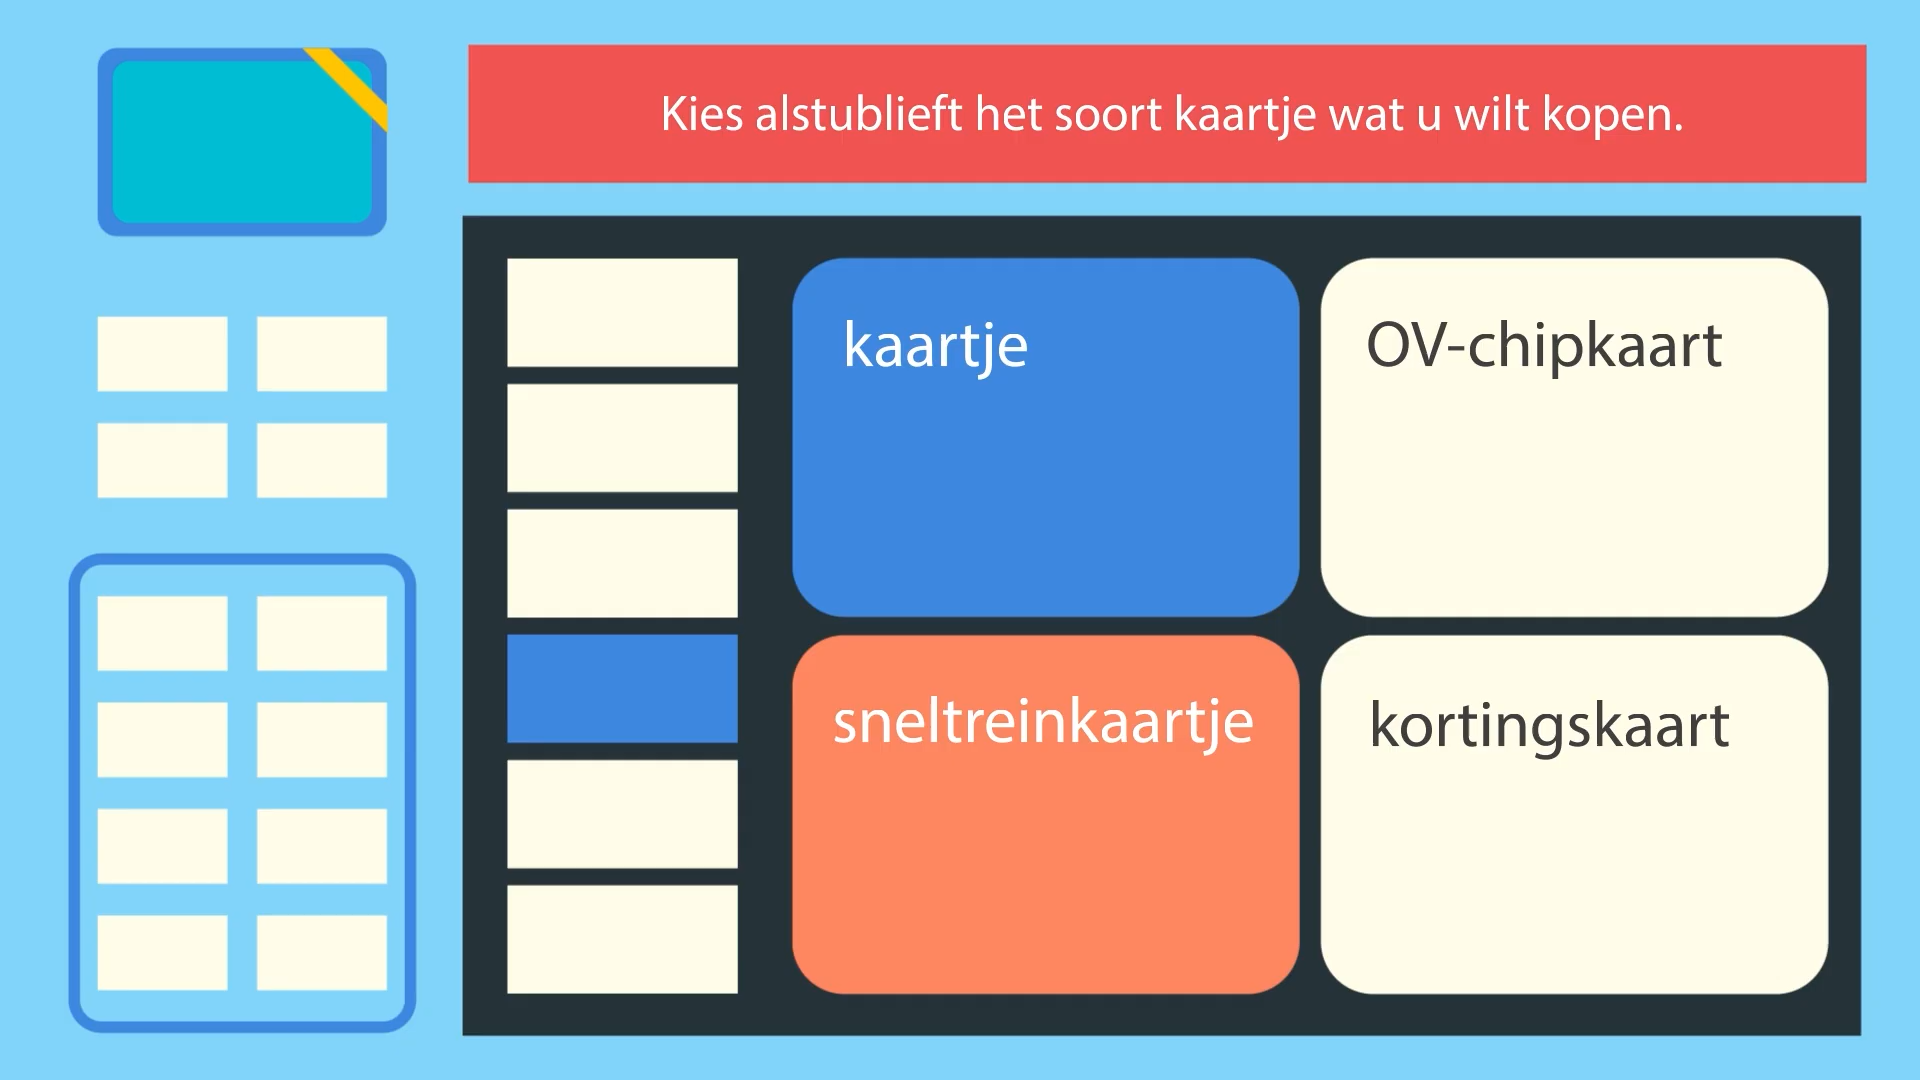 Kies alstublieft het soort kaartje wat u wilt kopen.
kaartje
OV-chipkaart
sneltreinkaartje
kortingskaart